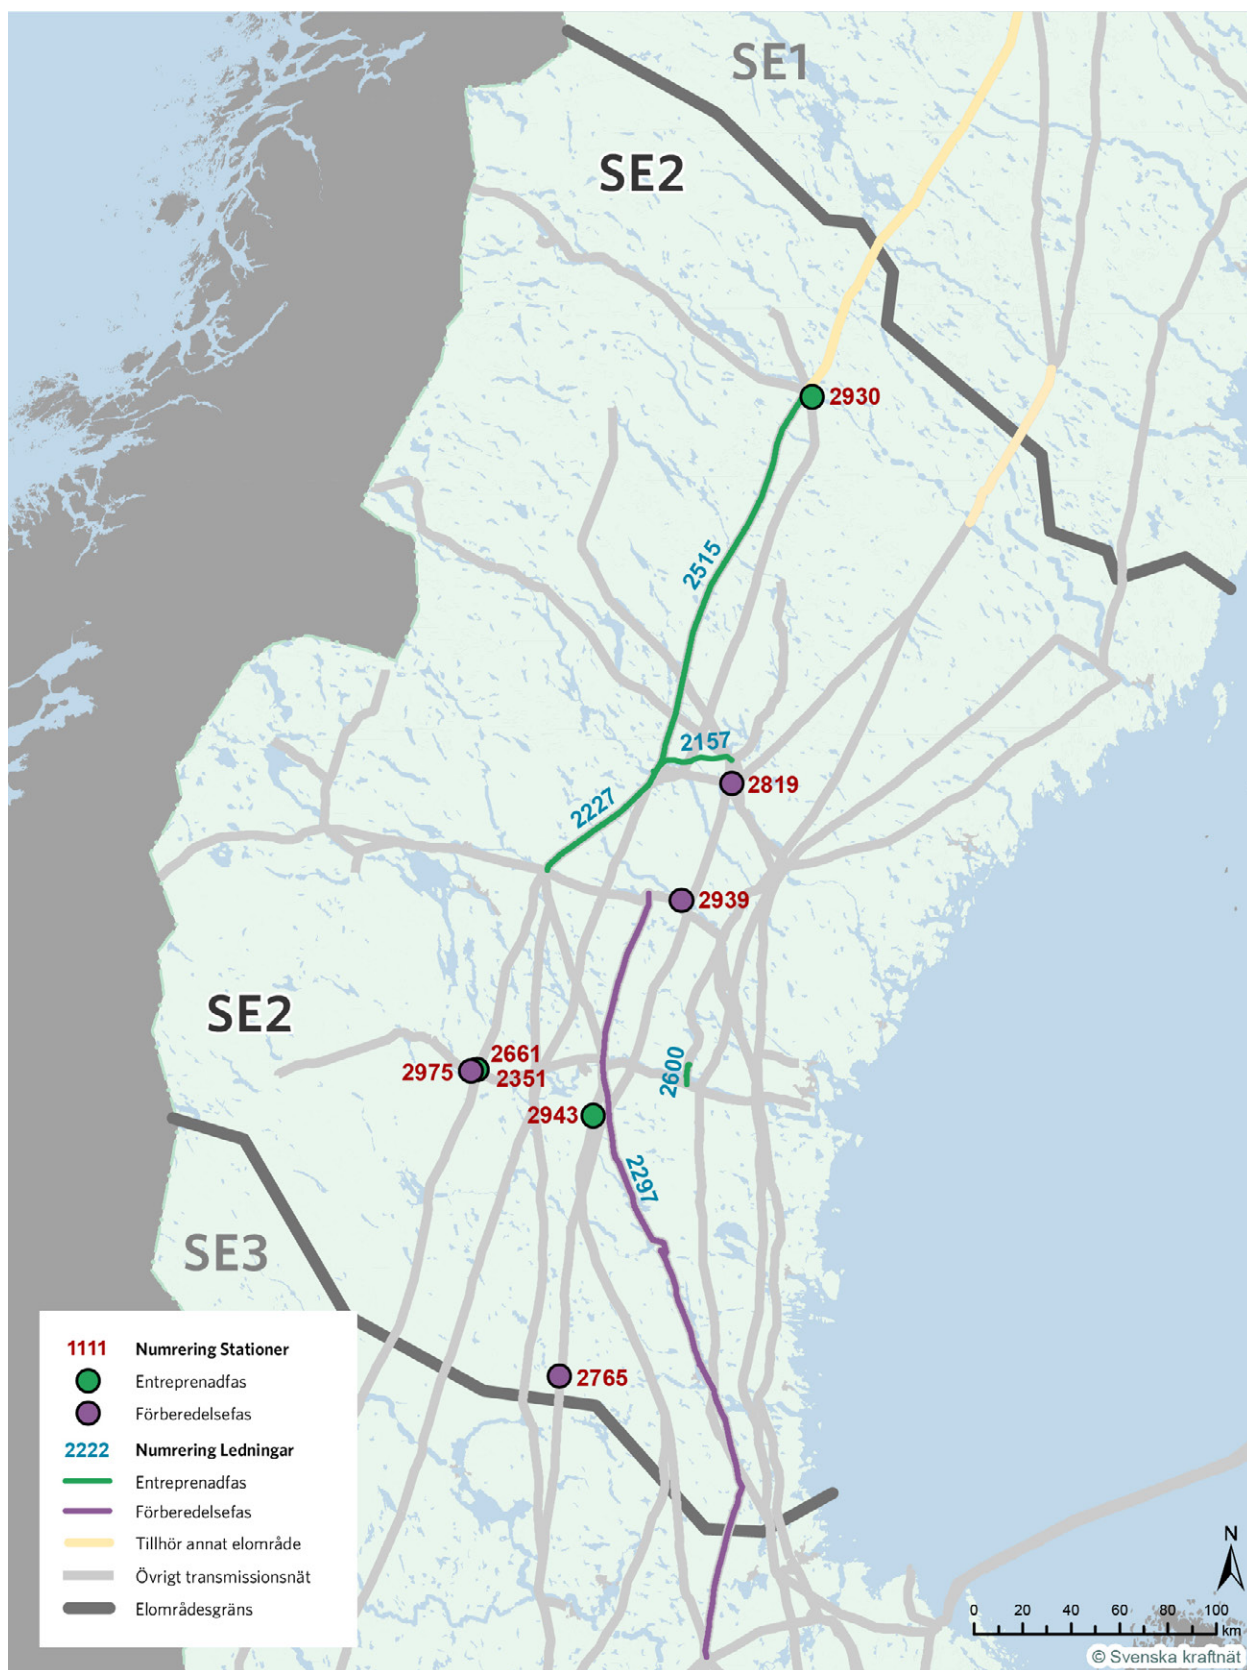 SE1
SE2
2930
2515
2157
2819
2227
2939
SE2
2661
2975
2351
2600
2943
2297
SE3
2765
1111 Numrering Stationer
Entreprenadfas
Förberedelsefas
2222 Numrering Ledningar
Entreprenadfas
Förberedelsefas
Tillhör annat elområde
Övrigt transmissionsnät
Elområdesgräns
N
0 20 40 60 80 100
km
© Svenska kraftnät